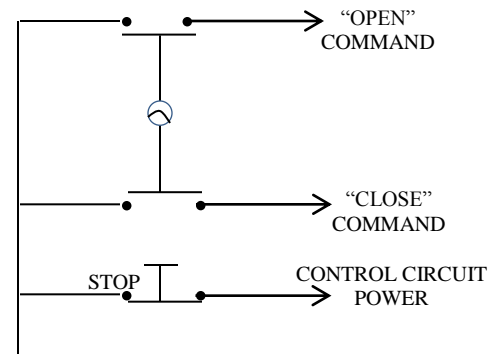 “OPEN”
COMMAND
“CLOSE”
COMMAND
STOP
CONTROL CIRCUIT
POWER